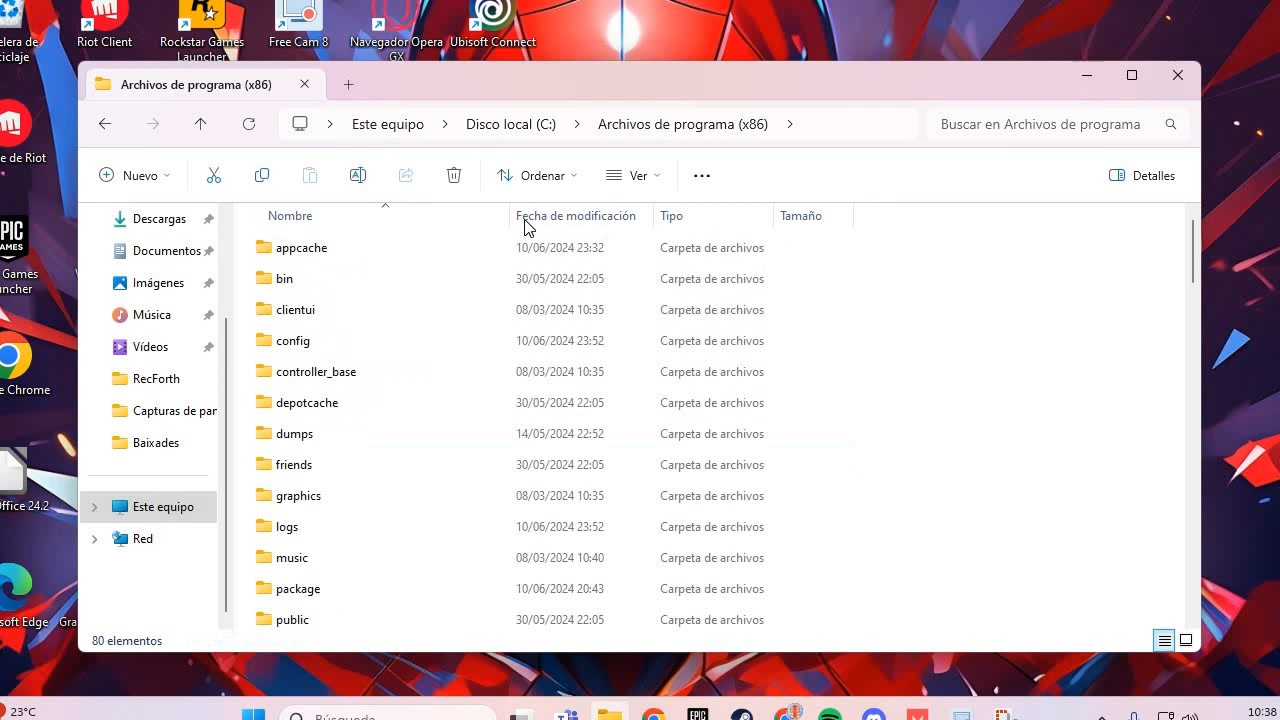 elera de
ciclaje
Riot Client
Rockstar Games
Launcher
Free Cam 8
Navegador Opera
GX
Ubisoft Connect
Archivos de programa (x86)
Este equipo
Disco local (C:)
Archivos de programa (x86)
Buscar en Archivos de programa
e de Riot
Nuevo
Ordenar
Ver
Detalles
Nombre
Fecha de modificación
Tipo
Tamaño
Descargas
Documentos
Imágenes
Música
Vídeos
RecForth
Capturas de par
Baixades
Este equipo
Red
EPIC
GAMES
Games
ncher
e Chrome
ffice 24.2
soft Edge
Gra
appcache 10/06/2024 23:32 Carpeta de archivos
bin 30/05/2024 22:05 Carpeta de archivos
clientui 08/03/2024 10:35 Carpeta de archivos
config 10/06/2024 23:52 Carpeta de archivos
controller_base 08/03/2024 10:35 Carpeta de archivos
depotcache 30/05/2024 22:05 Carpeta de archivos
dumps 14/05/2024 22:52 Carpeta de archivos
friends 30/05/2024 22:05 Carpeta de archivos
graphics 08/03/2024 10:35 Carpeta de archivos
logs 10/06/2024 23:52 Carpeta de archivos
music 08/03/2024 10:40 Carpeta de archivos
package 10/06/2024 20:43 Carpeta de archivos
public 30/05/2024 22:05 Carpeta de archivos
80 elementos
23°C
Búsqueda
EPIC
10:38